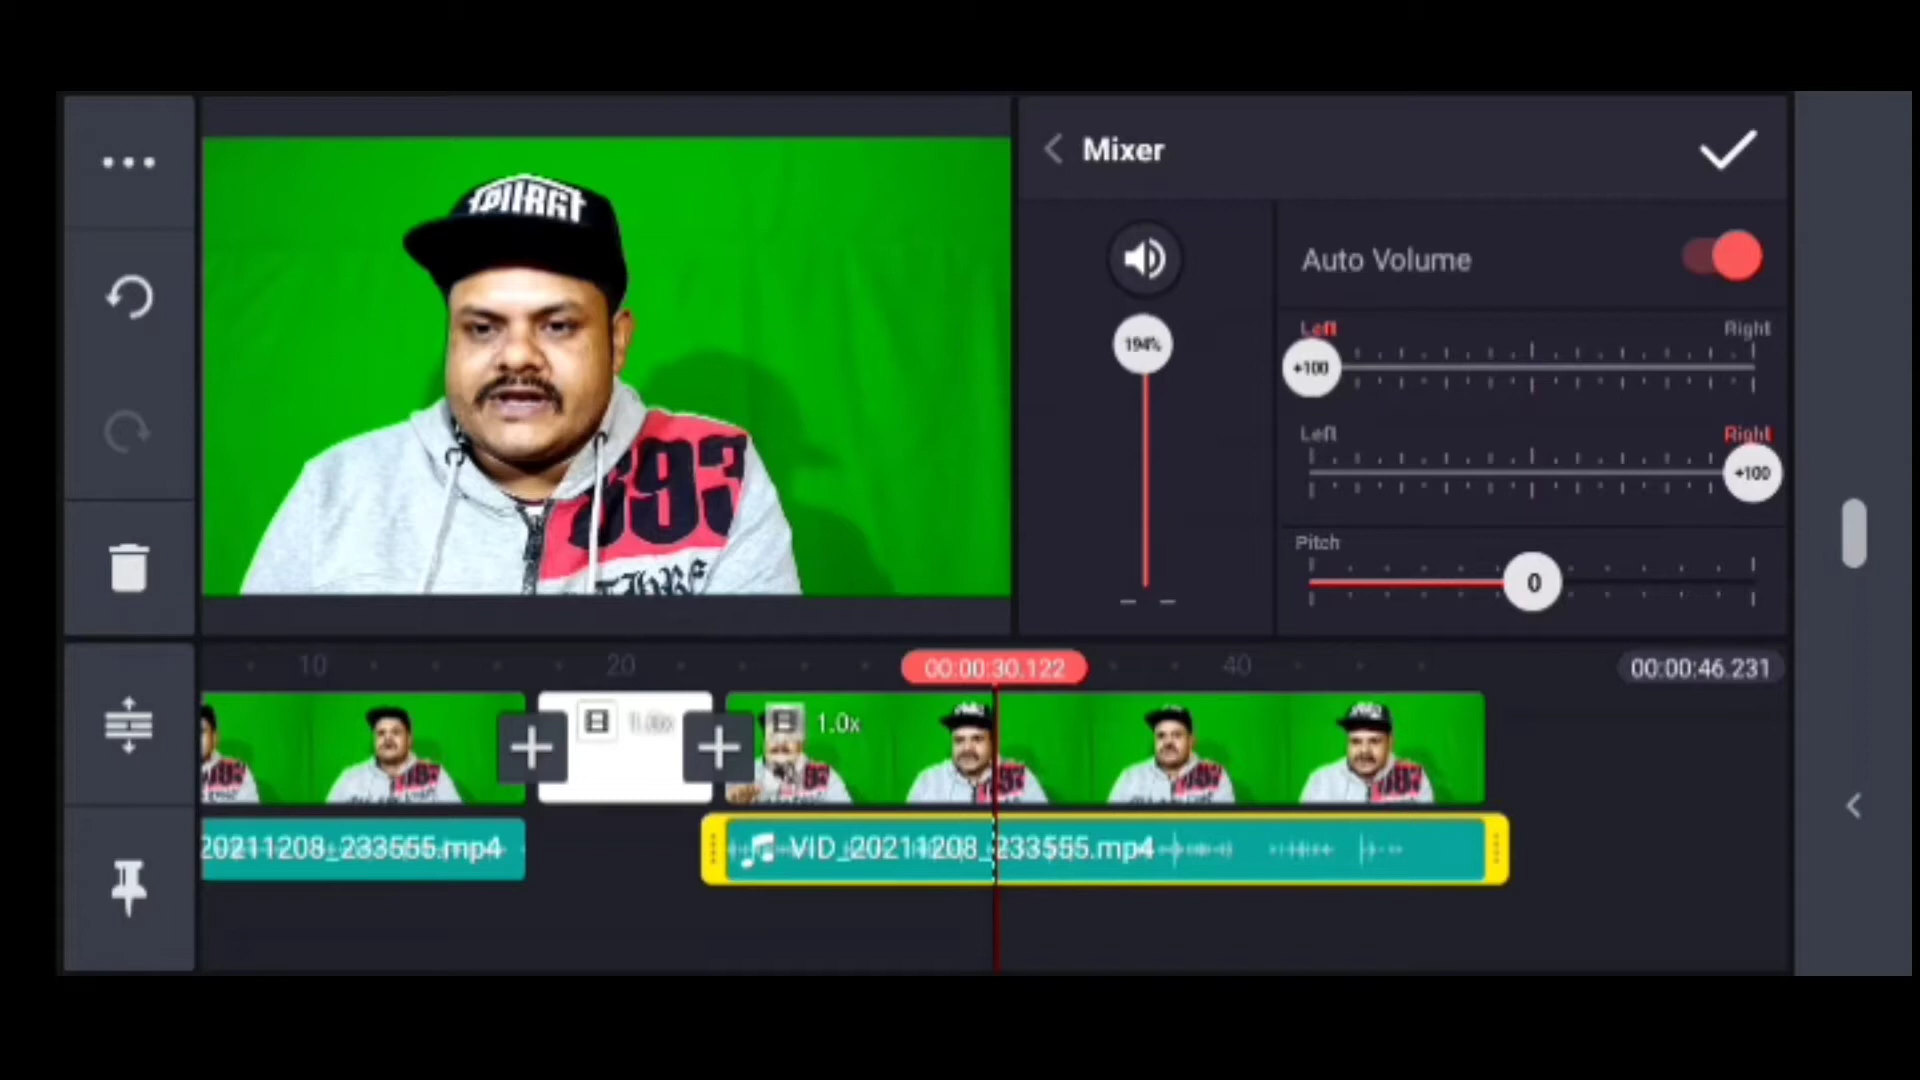 Mixer
194%
Auto Volume
Left Right
+100
Left Right
+100
Pitch
0
10 20 00:00:30.122 40 00:00:46.231
1.0x
20211208_233555.mp4
VID_20211208_233555.mp4